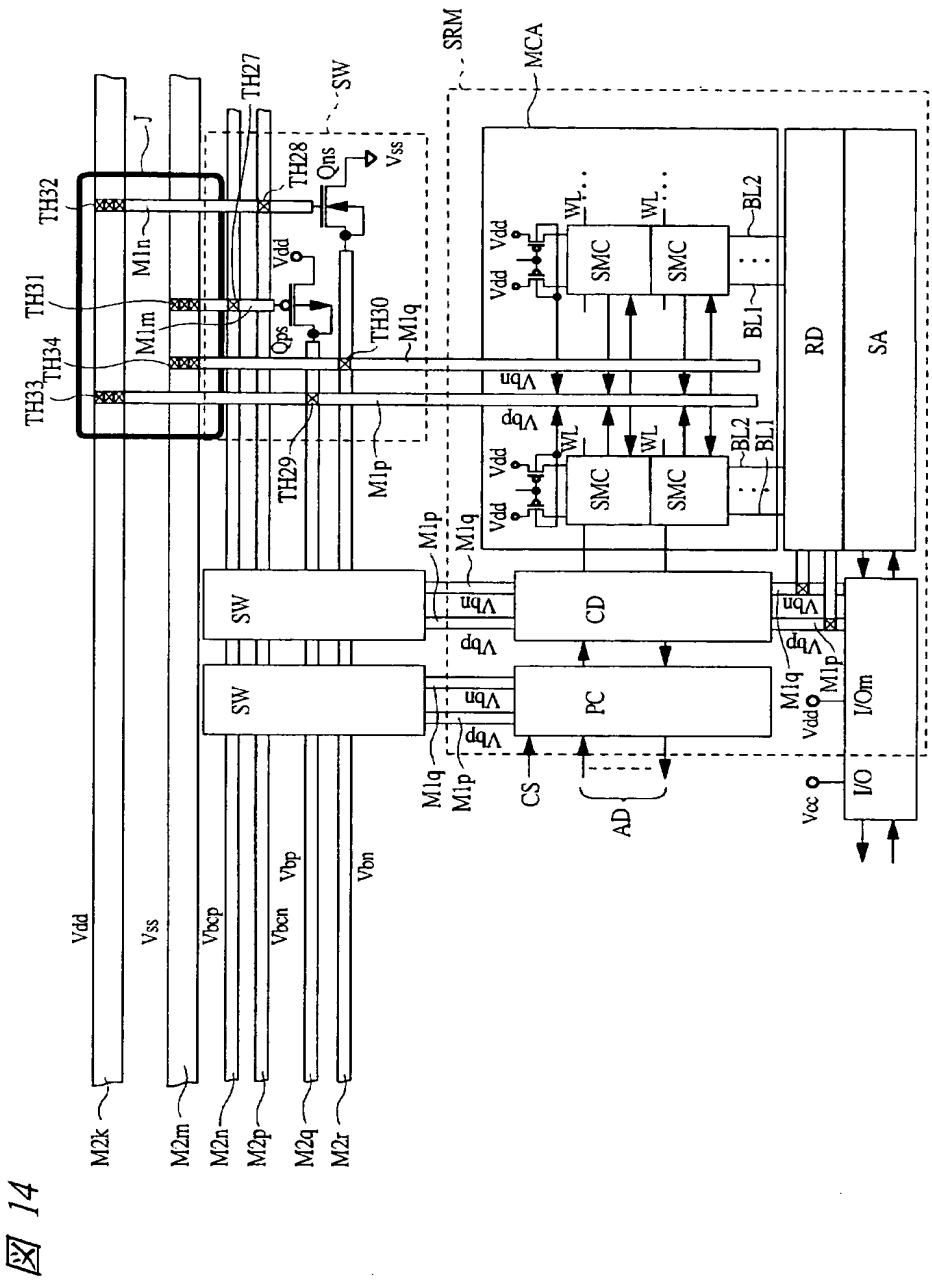 図 14
M2k
M2m
M2n
M2p
M2q
M2r
Vdd
Vss
Vbcp
Vbcn
Vbp
Vbn
TH33
TH34
TH31
TH32
J
M1m
M1n
TH27
SW
TH28
Qns
Vss
Vdd
Qps
TH30
M1q
TH29
M1p
SW
SW
M1q
M1p
Vbp
Vbn
M1p
M1q
Vbp
Vbn
SRM
MCA
Vdd
Vdd
WL
WL
SMC
SMC
BL2
BL1
Vbp
Vbn
Vdd
Vdd
WL
WL
SMC
SMC
BL1
BL2
CS
AD
PC
CD
RD
SA
Vbp
Vbn
M1q
M1p
Vcc
Vdd
I/O
I/Om